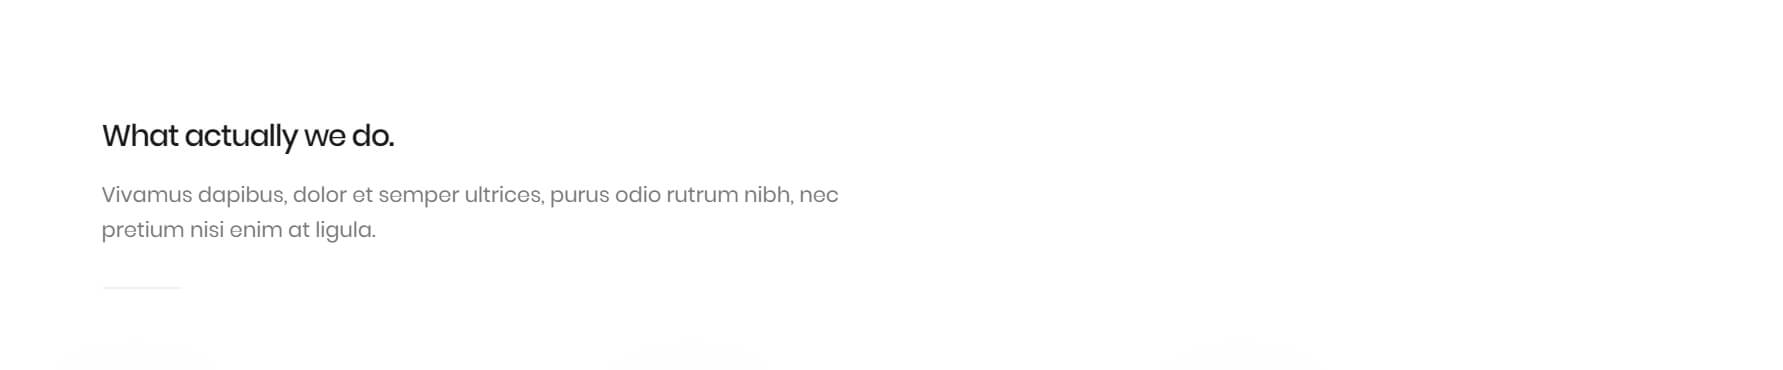 What actually we do.
Vivamus dapibus, dolor et semper ultrices, purus odio rutrum nibh, nec
pretium nisi enim at ligula.